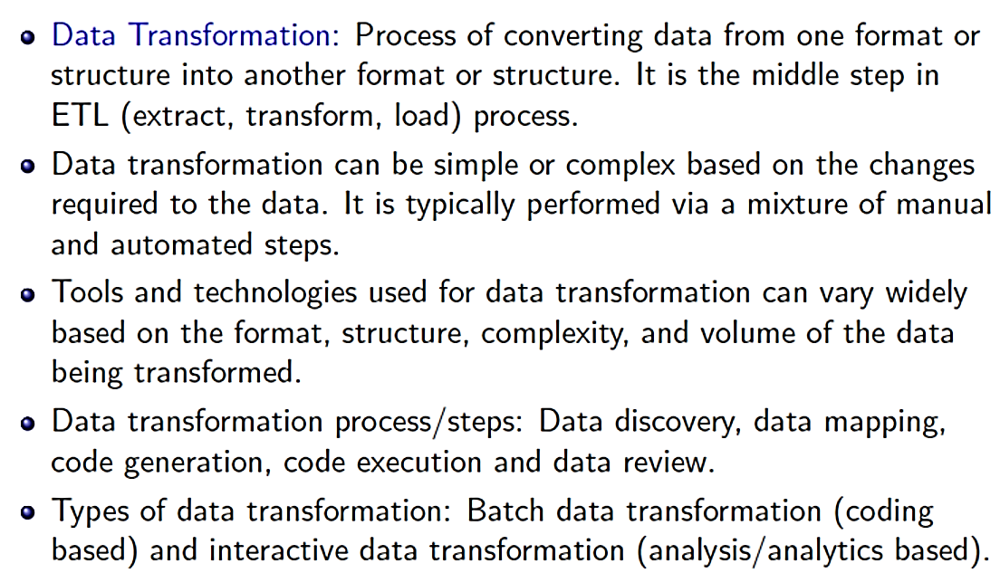 • Data Transformation: Process of converting data from one format or
structure into another format or structure. It is the middle step in
ETL (extract, transform, load) process.
• Data transformation can be simple or complex based on the changes
required to the data. It is typically performed via a mixture of manual
and automated steps.
• Tools and technologies used for data transformation can vary widely
based on the format, structure, complexity, and volume of the data
being transformed.
• Data transformation process/steps: Data discovery, data mapping,
code generation, code execution and data review.
• Types of data transformation: Batch data transformation (coding
based) and interactive data transformation (analysis/analytics based).